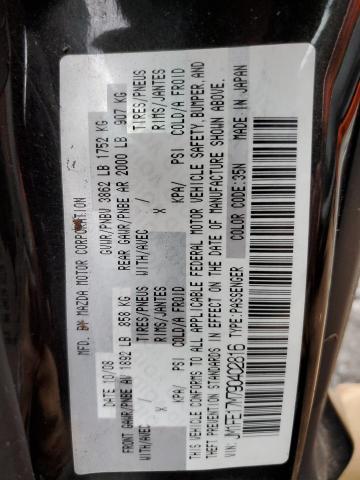 MFD. BY MAZDA MOTOR CORPORATION
DATE 10/08 GVWR/PNBV 3862 LB 1752 KG
FRONT GAWR/PNBE AV 1892 LB 858 KG REAR GAWR/PNBE AR 2000 LB 907 KG
WITH/AVEC TIRES/PNEUS WITH/AVEC TIRES/PNEUS
X RIMS/JANTES X RIMS/JANTES
KPA/ PSI COLD/A FROID KPA/ PSI COLD/A FROID
THIS VEHICLE CONFORMS TO ALL APPLICABLE FEDERAL MOTOR VEHICLE SAFETY, BUMPER, AND
THEFT PREVENTION STANDARDS IN EFFECT ON THE DATE OF MANUFACTURE SHOWN ABOVE.
VIN: TYPE:PASSENGER COLOR CODE: 35N MADE IN JAPAN